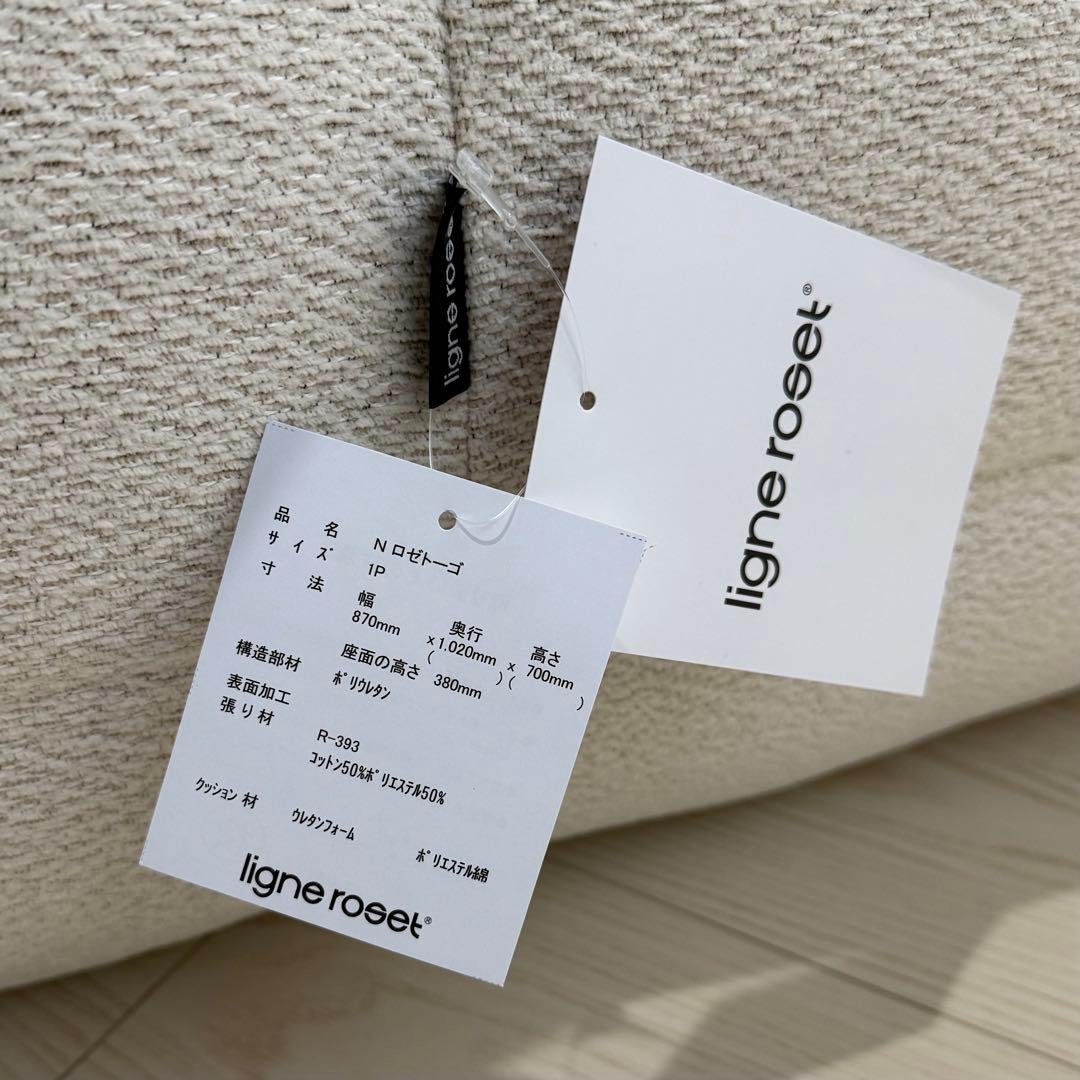 ligne rose
ligne roset®
品名 N ロゼトーゴ
サイズ 1P
寸法 幅 奥行 高さ
870mm x 1.020mm x 700mm
座面の高さ ( 380mm ) ( )
構造部材 ポリウレタン
表面加工
張り材 R-393
コットン50%ポリエステル50%
クッション材 ウレタンフォーム ポリエステル綿
ligne roset®